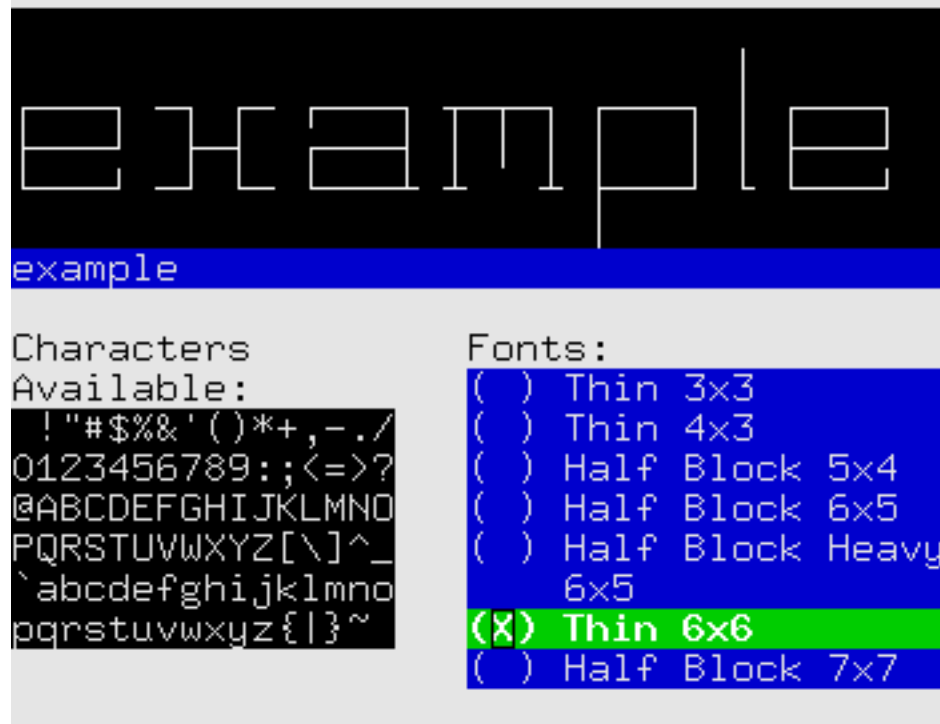 example
example
Characters
Available:
 !"#$%&'()*+,-./
0123456789:;<=>?
@ABCDEFGHIJKLMNO
PQRSTUVWXYZ[\]^_
`abcdefghijklmno
pqrstuvwxyz{|}~
Fonts:
( ) Thin 3x3
( ) Thin 4x3
( ) Half Block 5x4
( ) Half Block 6x5
( ) Half Block Heavy
6x5
(X) Thin 6x6
( ) Half Block 7x7